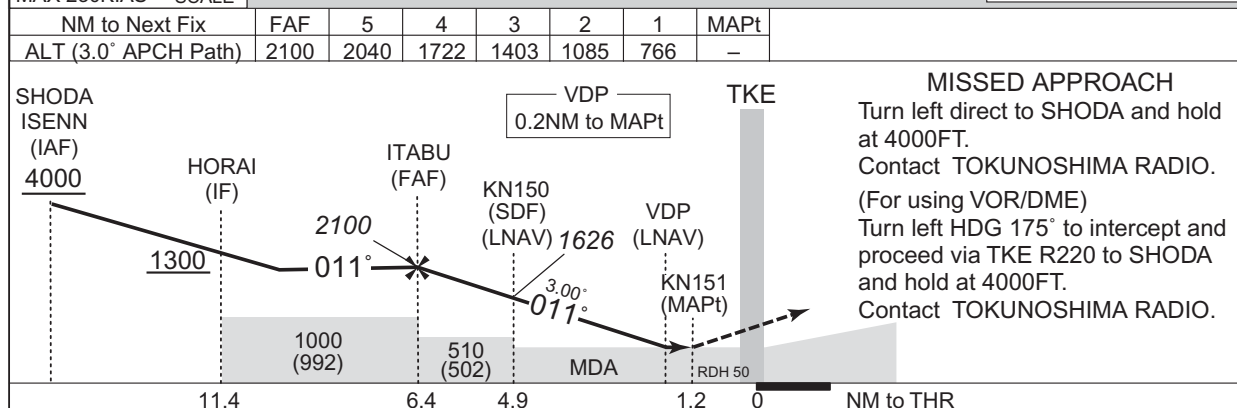 NM to Next Fix FAF 5 4 3 2 1 MAPt
ALT (3.0˚ APCH Path) 2100 2040 1722 1403 1085 766 –
SHODA
ISENN
(IAF)
4000
HORAI
(IF)
1300
011˚
2100
ITABU
(FAF)
KN150
(SDF)
(LNAV)
1626
3.00˚
011˚
VDP
0.2NM to MAPt
VDP
(LNAV)
KN151
(MAPt)
TKE
1000
(992)
510
(502)
MDA
RDH 50
11.4 6.4 4.9 1.2 0 NM to THR
MISSED APPROACH
Turn left direct to SHODA and hold
at 4000FT.
Contact TOKUNOSHIMA RADIO.
(For using VOR/DME)
Turn left HDG 175˚ to intercept and
proceed via TKE R220 to SHODA
and hold at 4000FT.
Contact TOKUNOSHIMA RADIO.